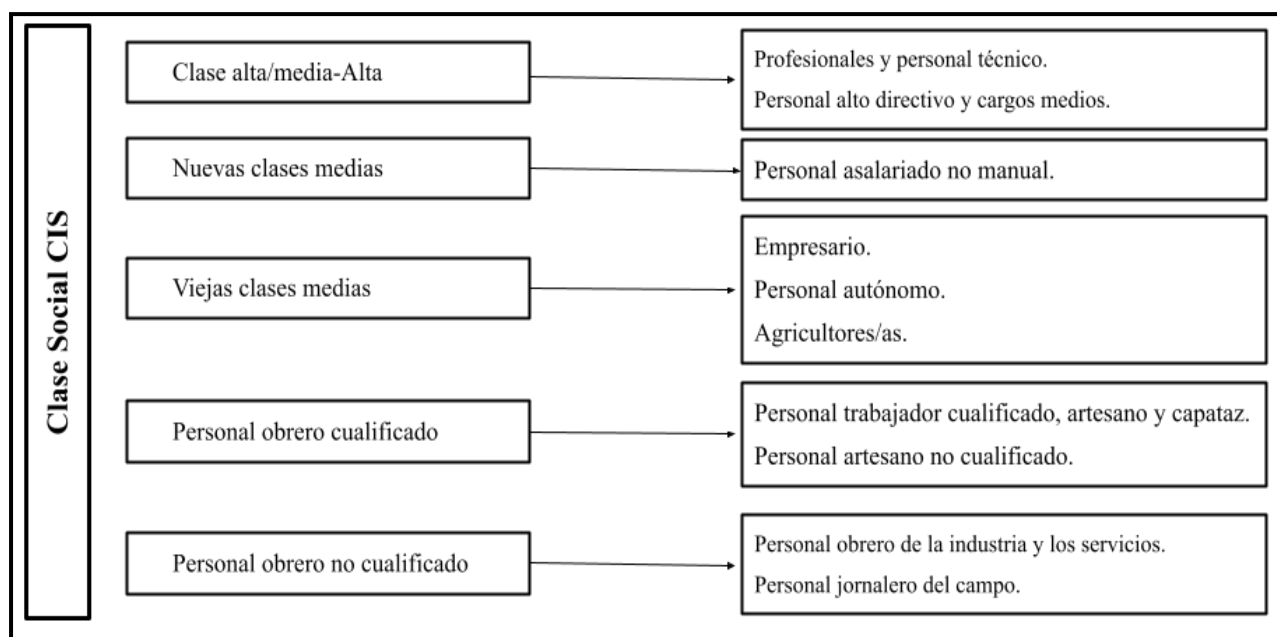 Clase Social CIS
Clase alta/media-Alta
Profesionales y personal técnico.
Personal alto directivo y cargos medios.
Nuevas clases medias
Personal asalariado no manual.
Viejas clases medias
Empresario.
Personal autónomo.
Agricultores/as.
Personal obrero cualificado
Personal trabajador cualificado, artesano y capataz.
Personal artesano no cualificado.
Personal obrero no cualificado
Personal obrero de la industria y los servicios.
Personal jornalero del campo.